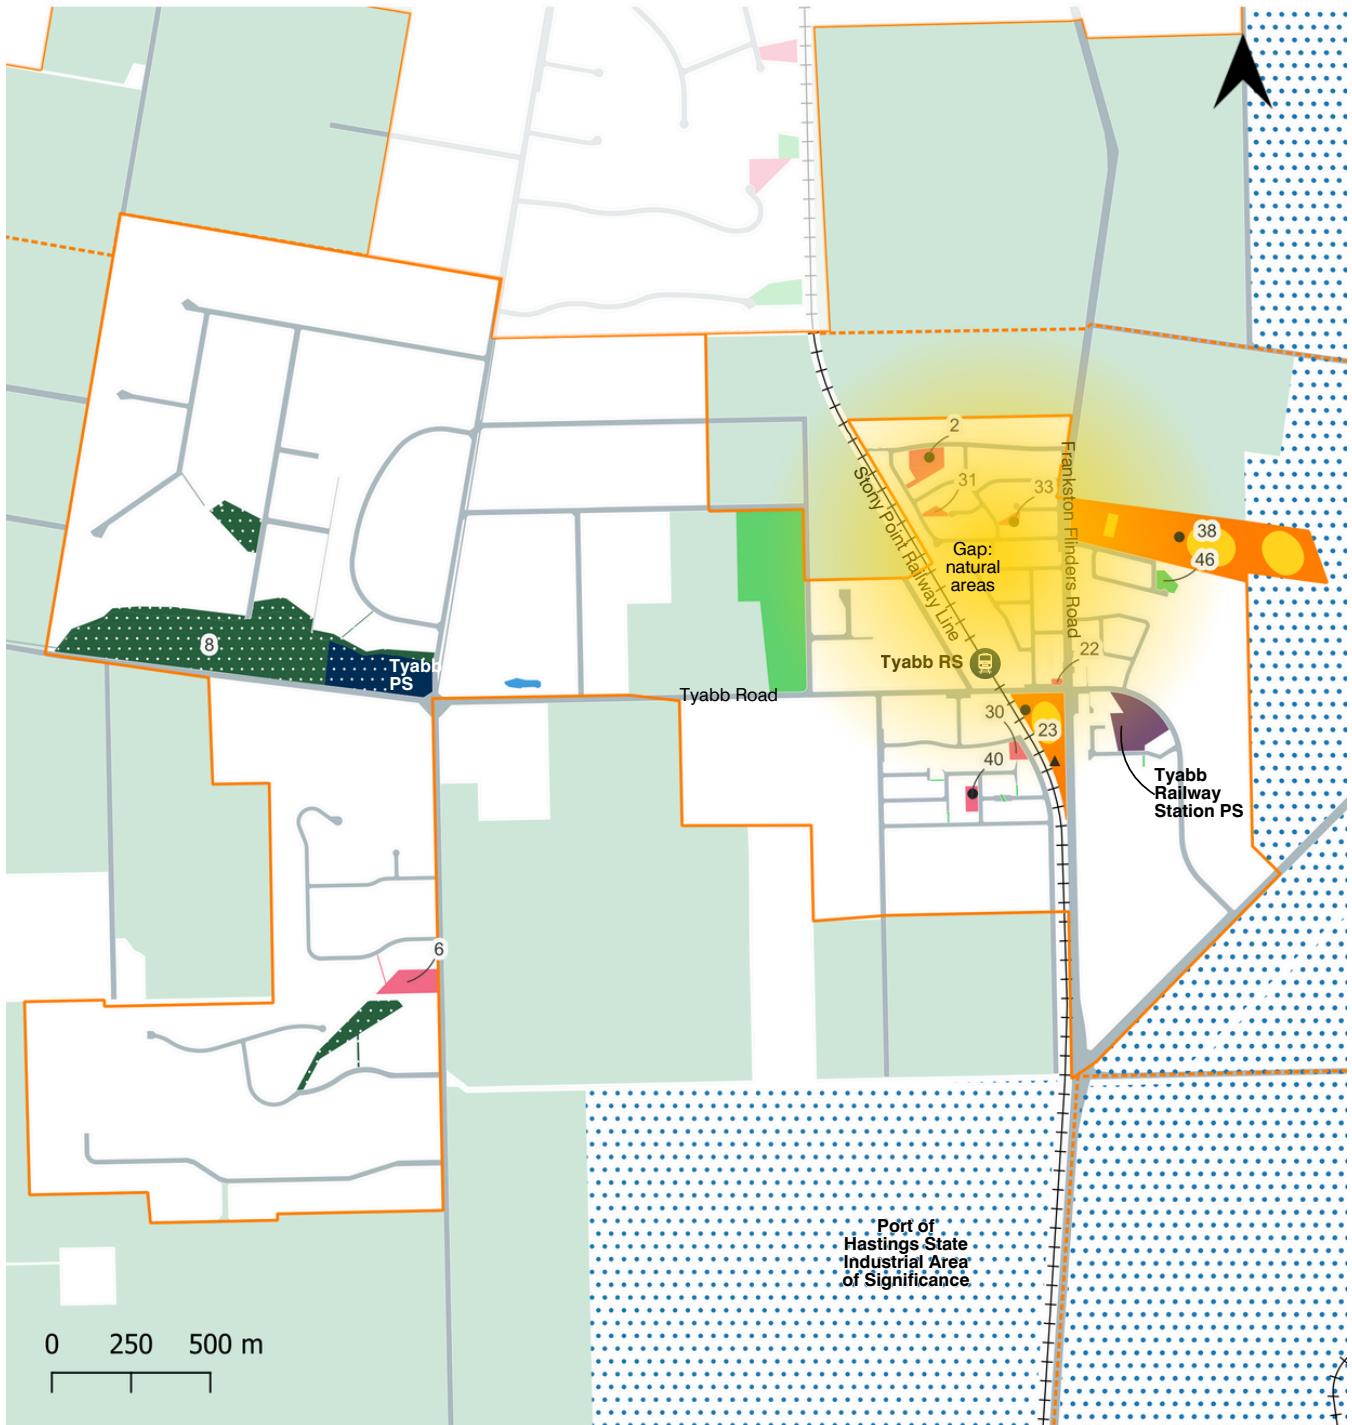 2
31
33
Stony Point Railway Line
Frankston Flinders Road
38
Gap:
natural
areas
46
8
Tyabb
PS
Tyabb RS
22
Tyabb Road
30
23
40
Tyabb
Railway
Station PS
6
Port of
Hastings State
Industrial Area
of Significance
0 250 500 m